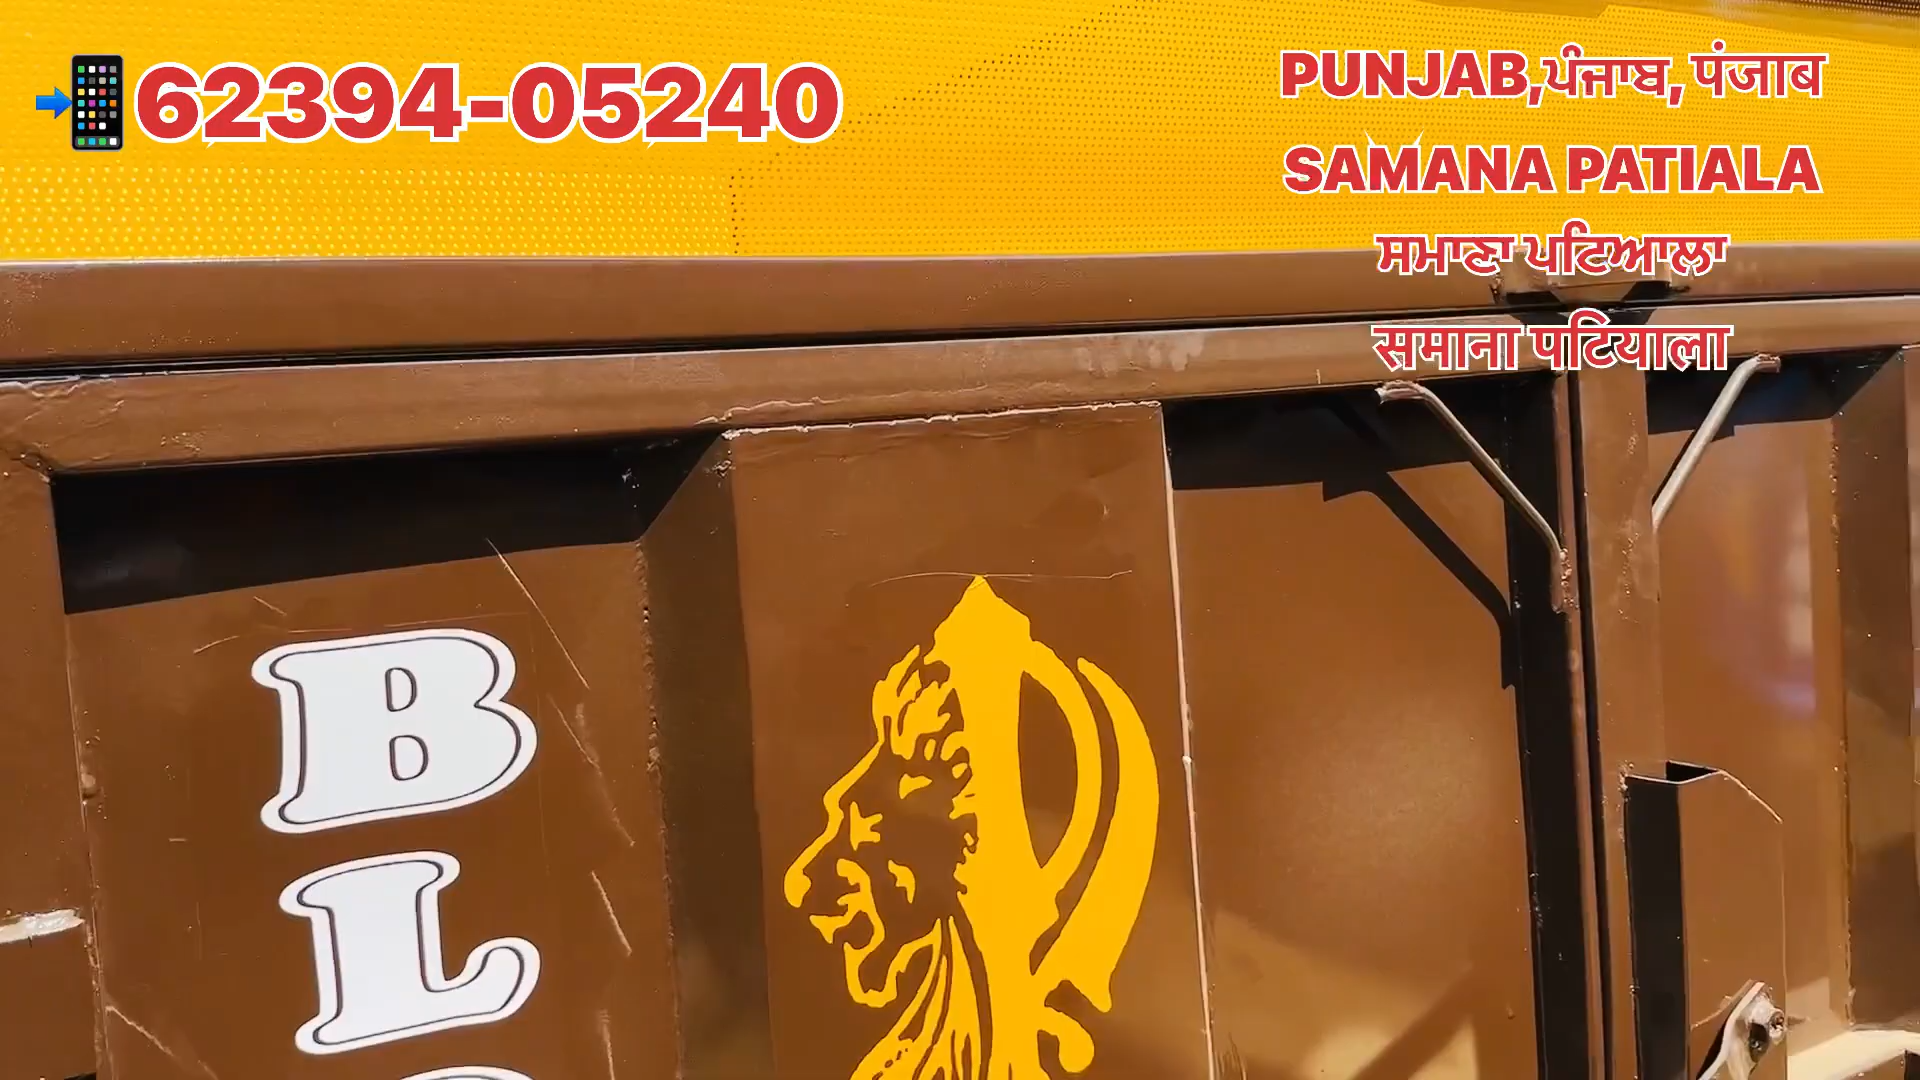 62394-05240
PUNJAB,ਪੰਜਾਬ, पंजाब
SAMANA PATIALA
ਸਮਾਣਾ ਪਟਿਆਲਾ
समाना पटियाला
B
L